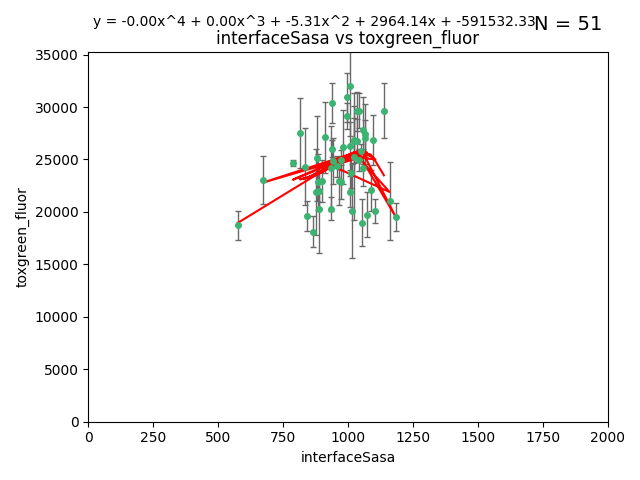 y = -0.00x^4 + 0.00x^3 + -5.31x^2 + 2964.14x + -591532.33
N = 51
interfaceSasa vs toxgreen_fluor
35000
30000
25000
20000
15000
10000
5000
0
toxgreen_fluor
0 250 500 750 1000 1250 1500 1750 2000
interfaceSasa